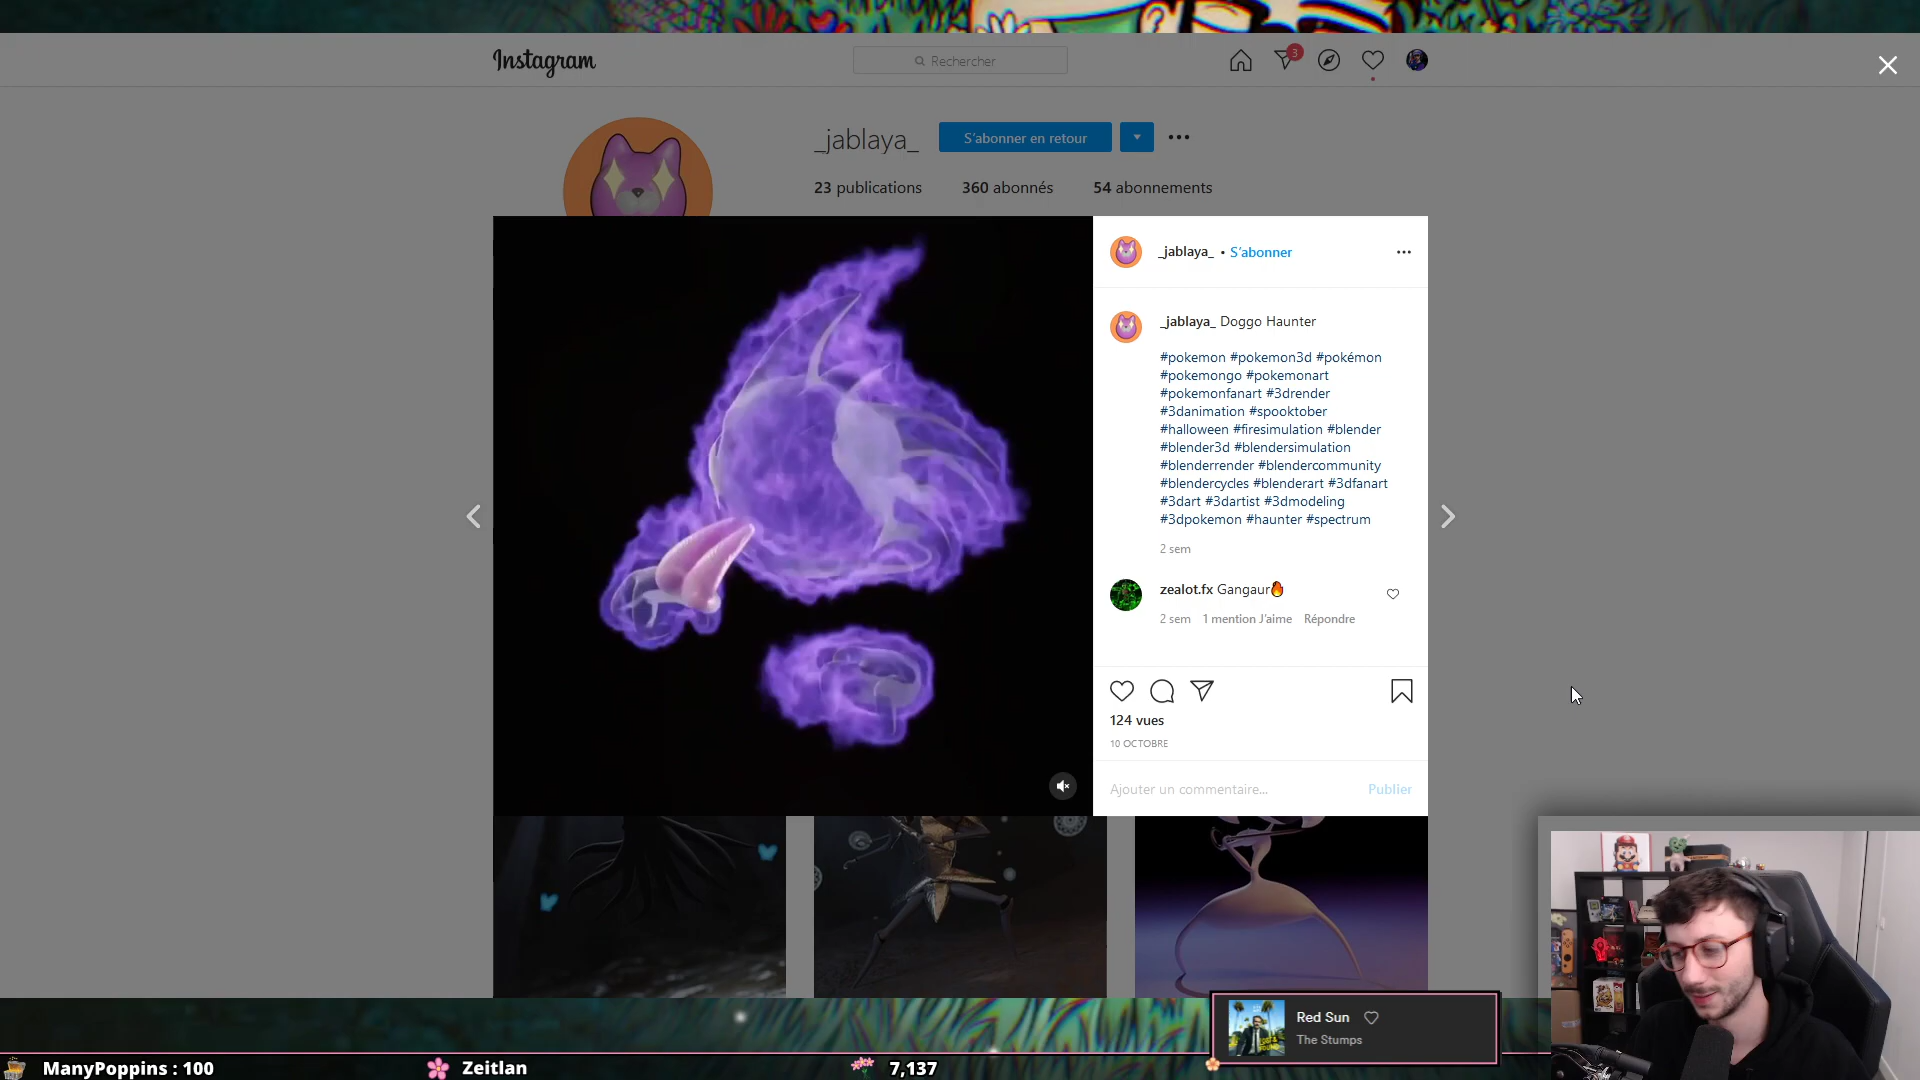 Instagram
Rechercher
3
_jablaya_
S'abonner en retour
23 publications
360 abonnés
54 abonnements
_jablaya_ • S'abonner
_jablaya_ Doggo Haunter
#pokemon #pokemon3d #pokémon
#pokemongo #pokemonart
#pokemonfanart #3drender
#3danimation #spooktober
#halloween #firesimulation #blender
#blender3d #blendersimulation
#blenderrender #blendercommunity
#blendercycles #blenderart #3dfanart
#3dart #3dartist #3dmodeling
#3dpokemon #haunter #spectrum
2 sem
zealot.fx Gangaur🔥
2 sem 1 mention J'aime Répondre
124 vues
10 OCTOBRE
Ajouter un commentaire...
Publier
Red Sun
The Stumps
ManyPoppins : 100
Zeitlan
7,137